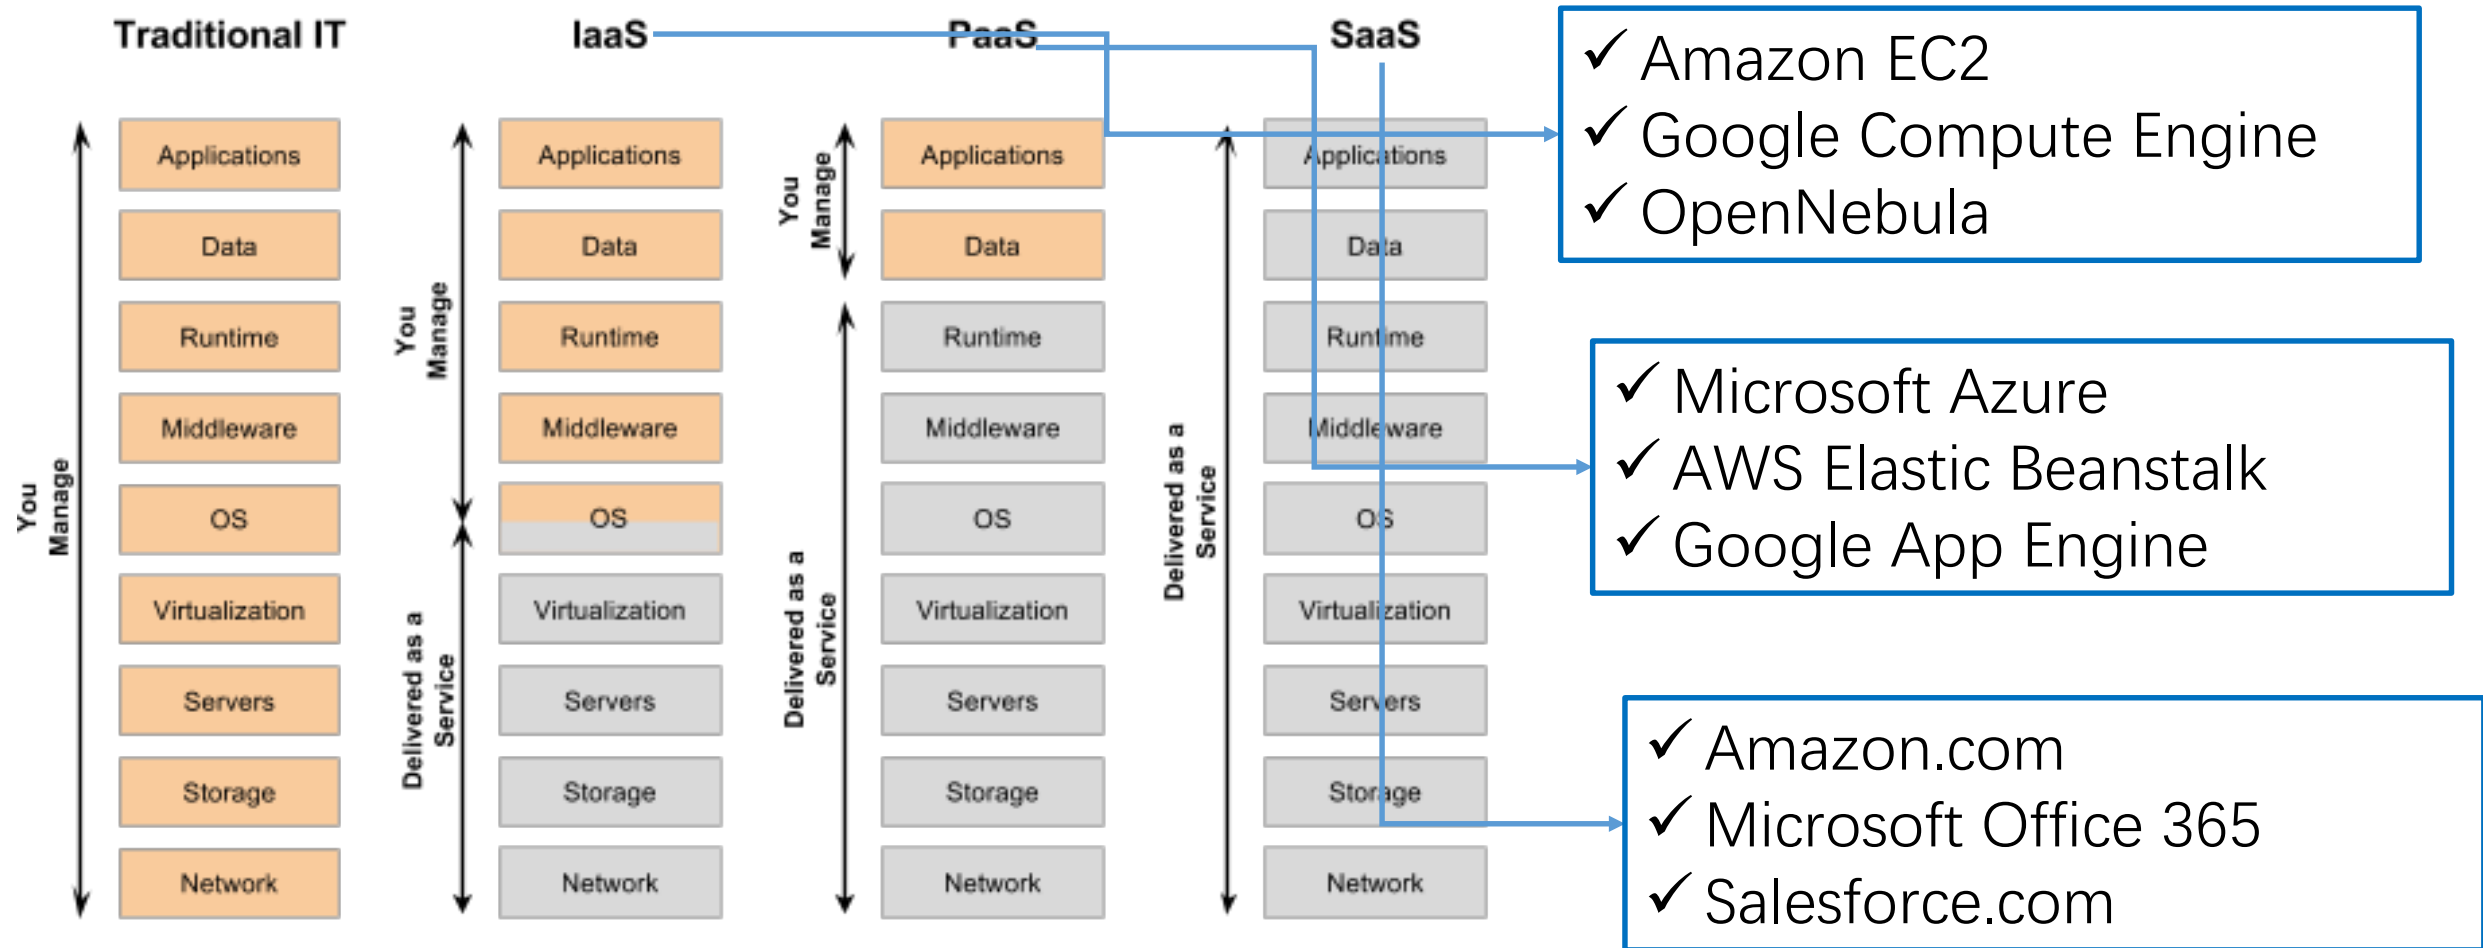 Traditional IT
You
Manage
Applications
Data
Runtime
Middleware
OS
Virtualization
Servers
Storage
Network
IaaS
You
Manage
Delivered as a
Service
Applications
Data
Runtime
Middleware
OS
Virtualization
Servers
Storage
Network
PaaS
You
Manage
Delivered as a
Service
Applications
Data
Runtime
Middleware
OS
Virtualization
Servers
Storage
Network
SaaS
Delivered as a
Service
Applications
Data
Runtime
Middleware
OS
Virtualization
Servers
Storage
Network
✓ Amazon EC2
✓ Google Compute Engine
✓ OpenNebula
✓ Microsoft Azure
✓ AWS Elastic Beanstalk
✓ Google App Engine
✓ Amazon.com
✓ Microsoft Office 365
✓ Salesforce.com